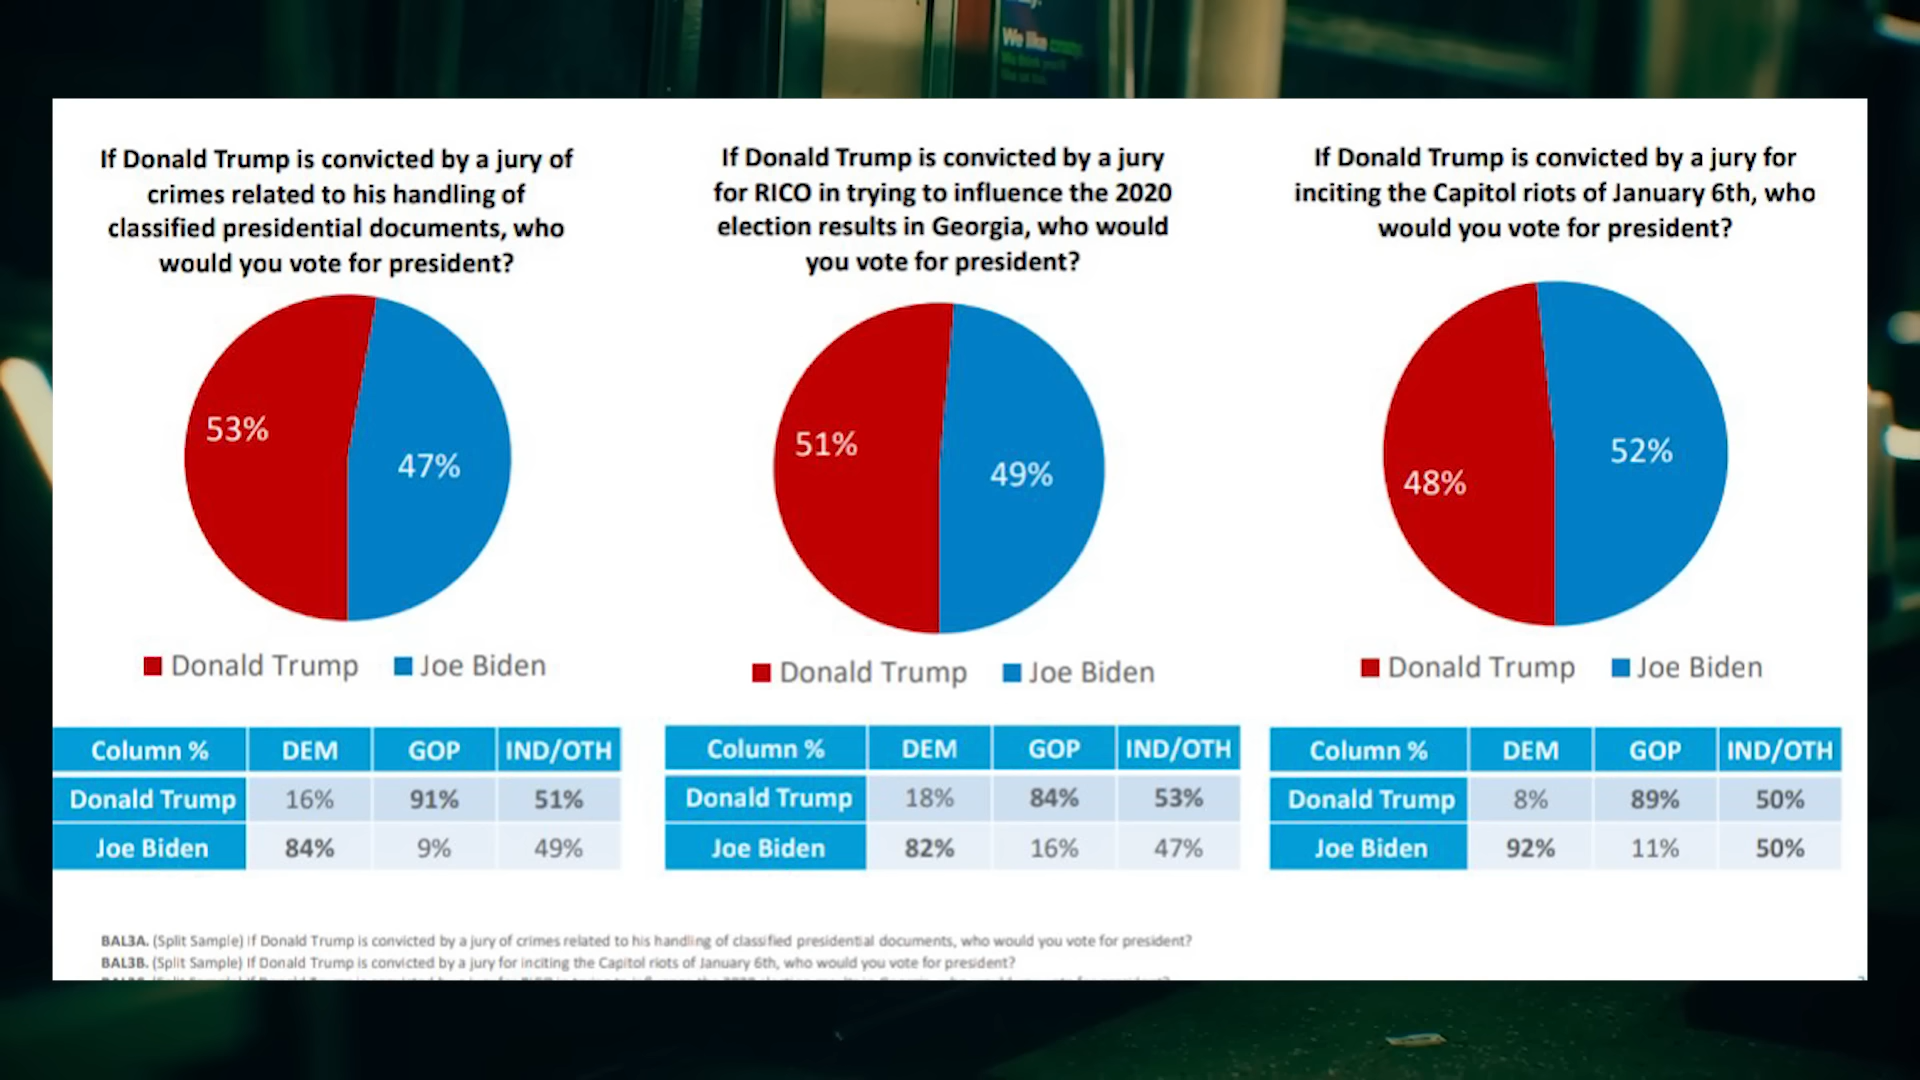 We like
If Donald Trump is convicted by a jury of
crimes related to his handling of
classified presidential documents, who
would you vote for president?
53%
47%
Donald Trump Joe Biden
Column % DEM GOP IND/OTH
Donald Trump 16% 91% 51%
Joe Biden 84% 9% 49%
If Donald Trump is convicted by a jury
for RICO in trying to influence the 2020
election results in Georgia, who would
you vote for president?
51%
49%
Donald Trump Joe Biden
Column % DEM GOP IND/OTH
Donald Trump 18% 84% 53%
Joe Biden 82% 16% 47%
If Donald Trump is convicted by a jury for
inciting the Capitol riots of January 6th, who
would you vote for president?
52%
48%
Donald Trump Joe Biden
Column % DEM GOP IND/OTH
Donald Trump 8% 89% 50%
Joe Biden 92% 11% 50%
BAL3A. (Split Sample) If Donald Trump is convicted by a jury of crimes related to his handling of classified presidential documents, who would you vote for president?
BAL3B. (Split Sample) If Donald Trump is convicted by a jury for inciting the Capitol riots of January 6th, who would you vote for president?